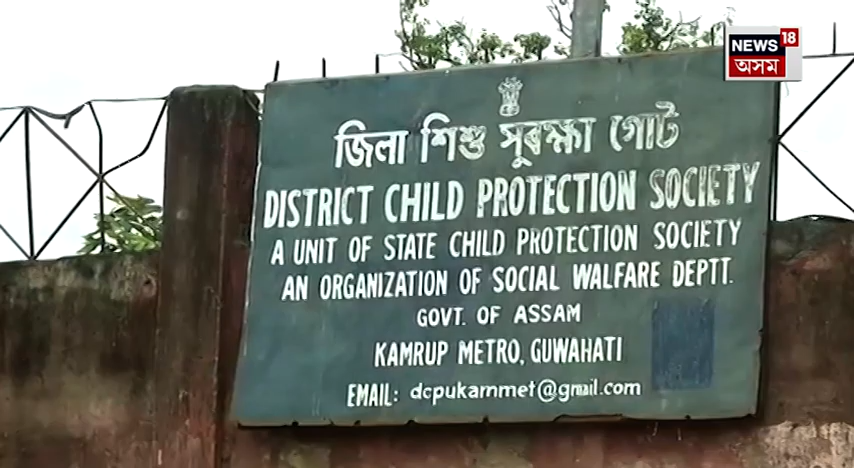 NEWS 18
অসম
জিলা শিশু সুৰক্ষা গোট
DISTRICT CHILD PROTECTION SOCIETY
A UNIT OF STATE CHILD PROTECTION SOCIETY
AN ORGANIZATION OF SOCIAL WALFARE DEPTT.
GOVT. OF ASSAM
KAMRUP METRO, GUWAHATI
EMAIL: dcpukarnmet@gmail.com